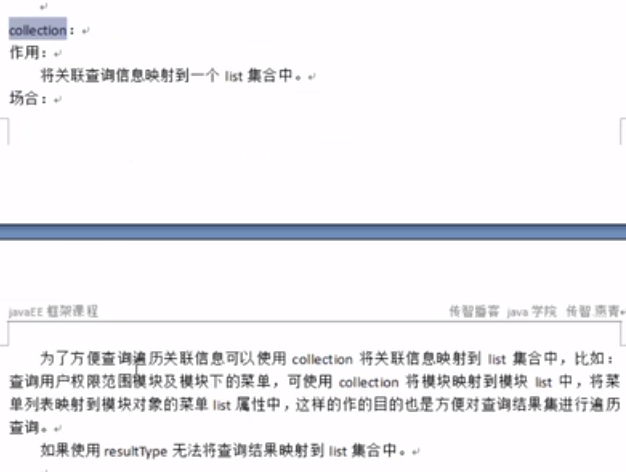 collection：
作用：
将关联查询信息映射到一个 list 集合中。
场合：
javaEE 框架课程
传智播客 java 学院 传智.燕青
为了方便查询遍历关联信息可以使用 collection 将关联信息映射到 list 集合中，比如：
查询用户权限范围模块及模块下的菜单，可使用 collection 将模块映射到模块 list 中，将菜
单列表映射到模块对象的菜单 list 属性中，这样的作的目的也是方便对查询结果集进行遍历
查询。
如果使用 resultType 无法将查询结果映射到 list 集合中。